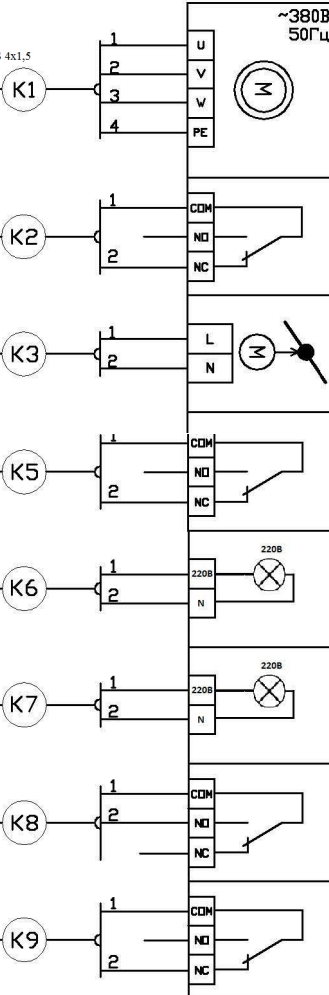 ~380В
50Гц
4x1,5
K1
1 U
2 V
3 W
4 PE
M
K2
1 COM
NO
2 NC
K3
1 L
2 N
M
K5
1 COM
NO
2 NC
K6
220В
1 220В
2 N
K7
220В
1 220В
2 N
K8
1 COM
2 NO
NC
K9
1 COM
NO
2 NC